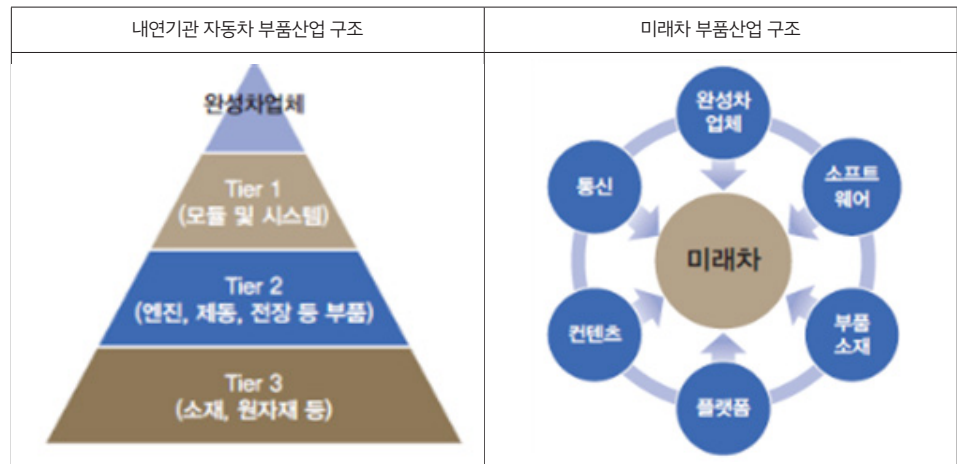 내연기관 자동차 부품산업 구조
미래차 부품산업 구조
완성차업체
Tier 1
(모듈 및 시스템)
Tier 2
(엔진, 제동, 전장 등 부품)
Tier 3
(소재, 원자재 등)
완성차
업체
소프트
웨어
부품
소재
플랫폼
컨텐츠
통신
미래차